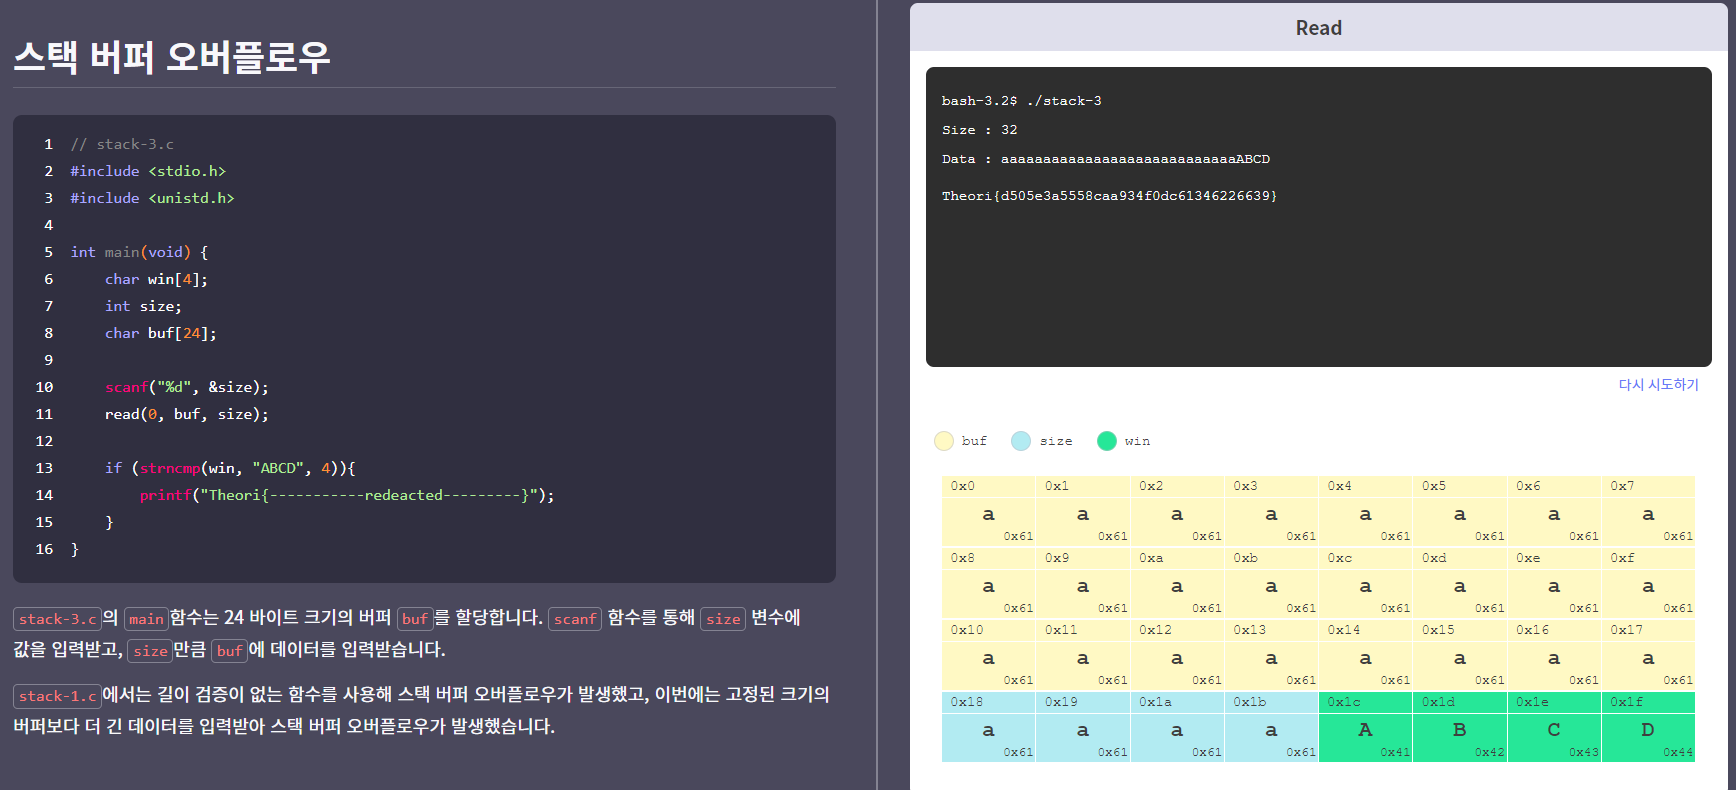 스택 버퍼 오버플로우
1 // stack-3.c
2 #include <stdio.h>
3 #include <unistd.h>
4
5 int main(void) {
6     char win[4];
7     int size;
8     char buf[24];
9
10     scanf("%d", &size);
11     read(0, buf, size);
12
13     if (strncmp(win, "ABCD", 4)){
14         printf("Theori{-----------redeacted---------}");
15     }
16 }
stack-3.c의 main함수는 24 바이트 크기의 버퍼 buf를 할당합니다. scanf 함수를 통해 size 변수에
값을 입력받고, size만큼 buf에 데이터를 입력받습니다.
stack-1.c에서는 길이 검증이 없는 함수를 사용해 스택 버퍼 오버플로우가 발생했고, 이번에는 고정된 크기의
버퍼보다 더 긴 데이터를 입력받아 스택 버퍼 오버플로우가 발생했습니다.
Read
bash-3.2$ ./stack-3
Size : 32
Data : aaaaaaaaaaaaaaaaaaaaaaaaaaaaABCD
Theori{d505e3a5558caa934f0dc61346226639}
다시 시도하기
buf size win
0x0 0x1 0x2 0x3 0x4 0x5 0x6 0x7
a a a a a a a a
0x61 0x61 0x61 0x61 0x61 0x61 0x61 0x61
0x8 0x9 0xa 0xb 0xc 0xd 0xe 0xf
a a a a a a a a
0x61 0x61 0x61 0x61 0x61 0x61 0x61 0x61
0x10 0x11 0x12 0x13 0x14 0x15 0x16 0x17
a a a a a a a a
0x61 0x61 0x61 0x61 0x61 0x61 0x61 0x61
0x18 0x19 0x1a 0x1b 0x1c 0x1d 0x1e 0x1f
a a a a A B C D
0x61 0x61 0x61 0x61 0x41 0x42 0x43 0x44